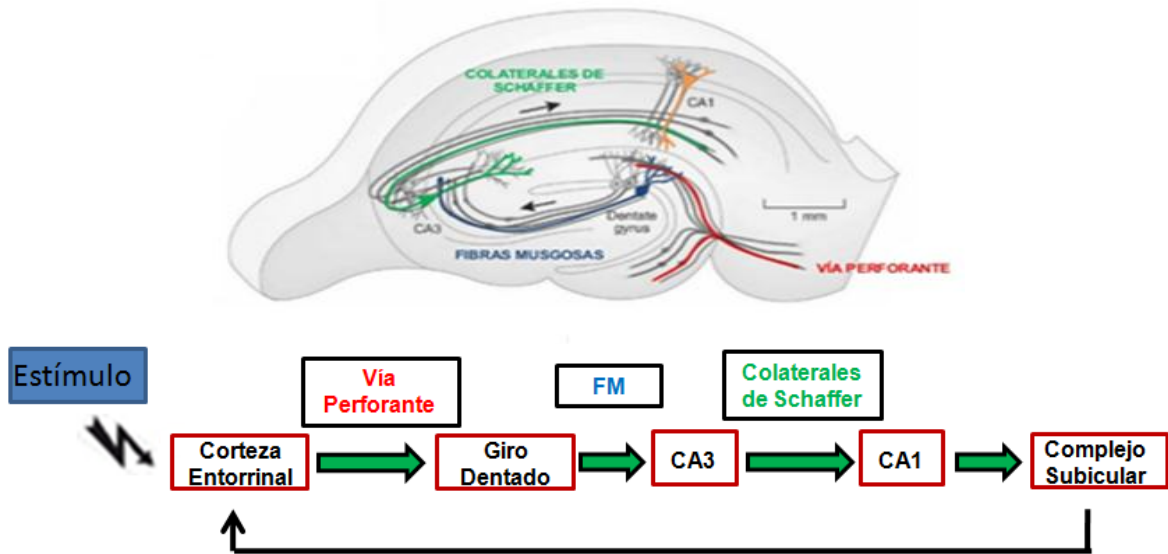 COLATERALES DE
SCHAFFER
CA1
CA3
Dentate
gyrus
1 mm
FIBRAS MUSGOSAS
VÍA PERFORANTE
Estímulo
Vía
Perforante
FM
Colaterales
de Schaffer
Corteza
Entorrinal
Giro
Dentado
CA3
CA1
Complejo
Subicular